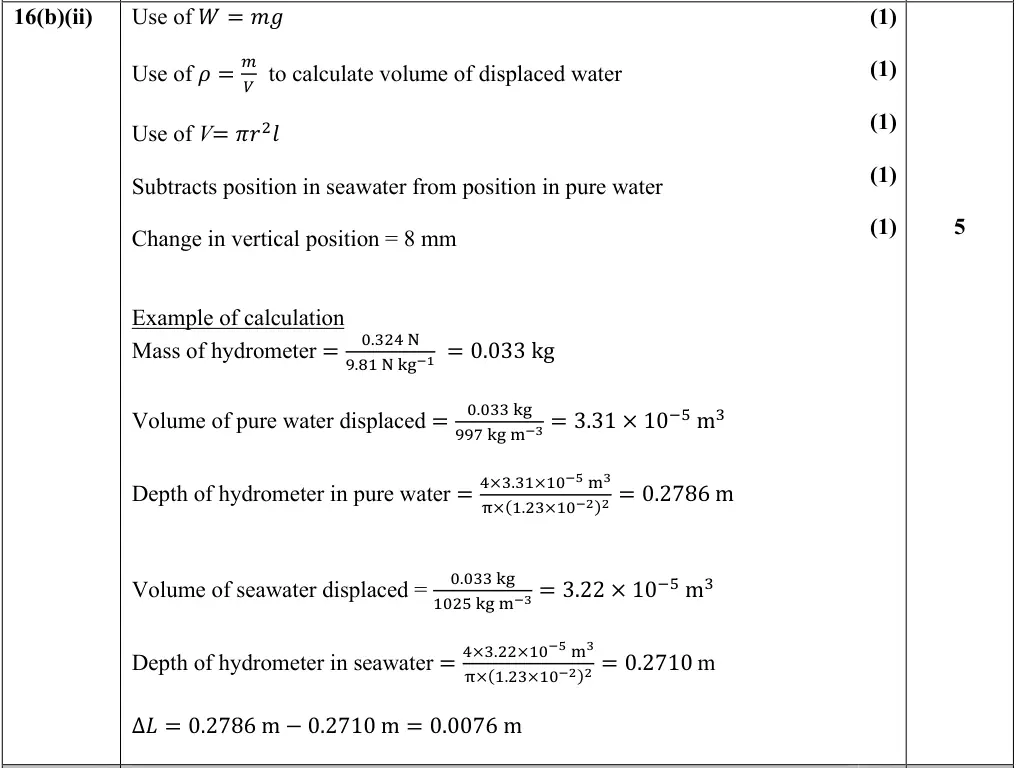 16(b)(ii) Use of 𝑊 = 𝑚𝑔 (1)
Use of 𝜌 = 𝑚/𝑉 to calculate volume of displaced water (1)
Use of V= 𝜋𝑟²𝑙 (1)
Subtracts position in seawater from position in pure water (1)
Change in vertical position = 8 mm (1) 5
Example of calculation
Mass of hydrometer = 0.324 N / 9.81 N kg⁻¹ = 0.033 kg
Volume of pure water displaced = 0.033 kg / 997 kg m⁻³ = 3.31 × 10⁻⁵ m³
Depth of hydrometer in pure water = 4×3.31×10⁻⁵ m³ / π×(1.23×10⁻²)² = 0.2786 m
Volume of seawater displaced = 0.033 kg / 1025 kg m⁻³ = 3.22 × 10⁻⁵ m³
Depth of hydrometer in seawater = 4×3.22×10⁻⁵ m³ / π×(1.23×10⁻²)² = 0.2710 m
Δ𝐿 = 0.2786 m − 0.2710 m = 0.0076 m